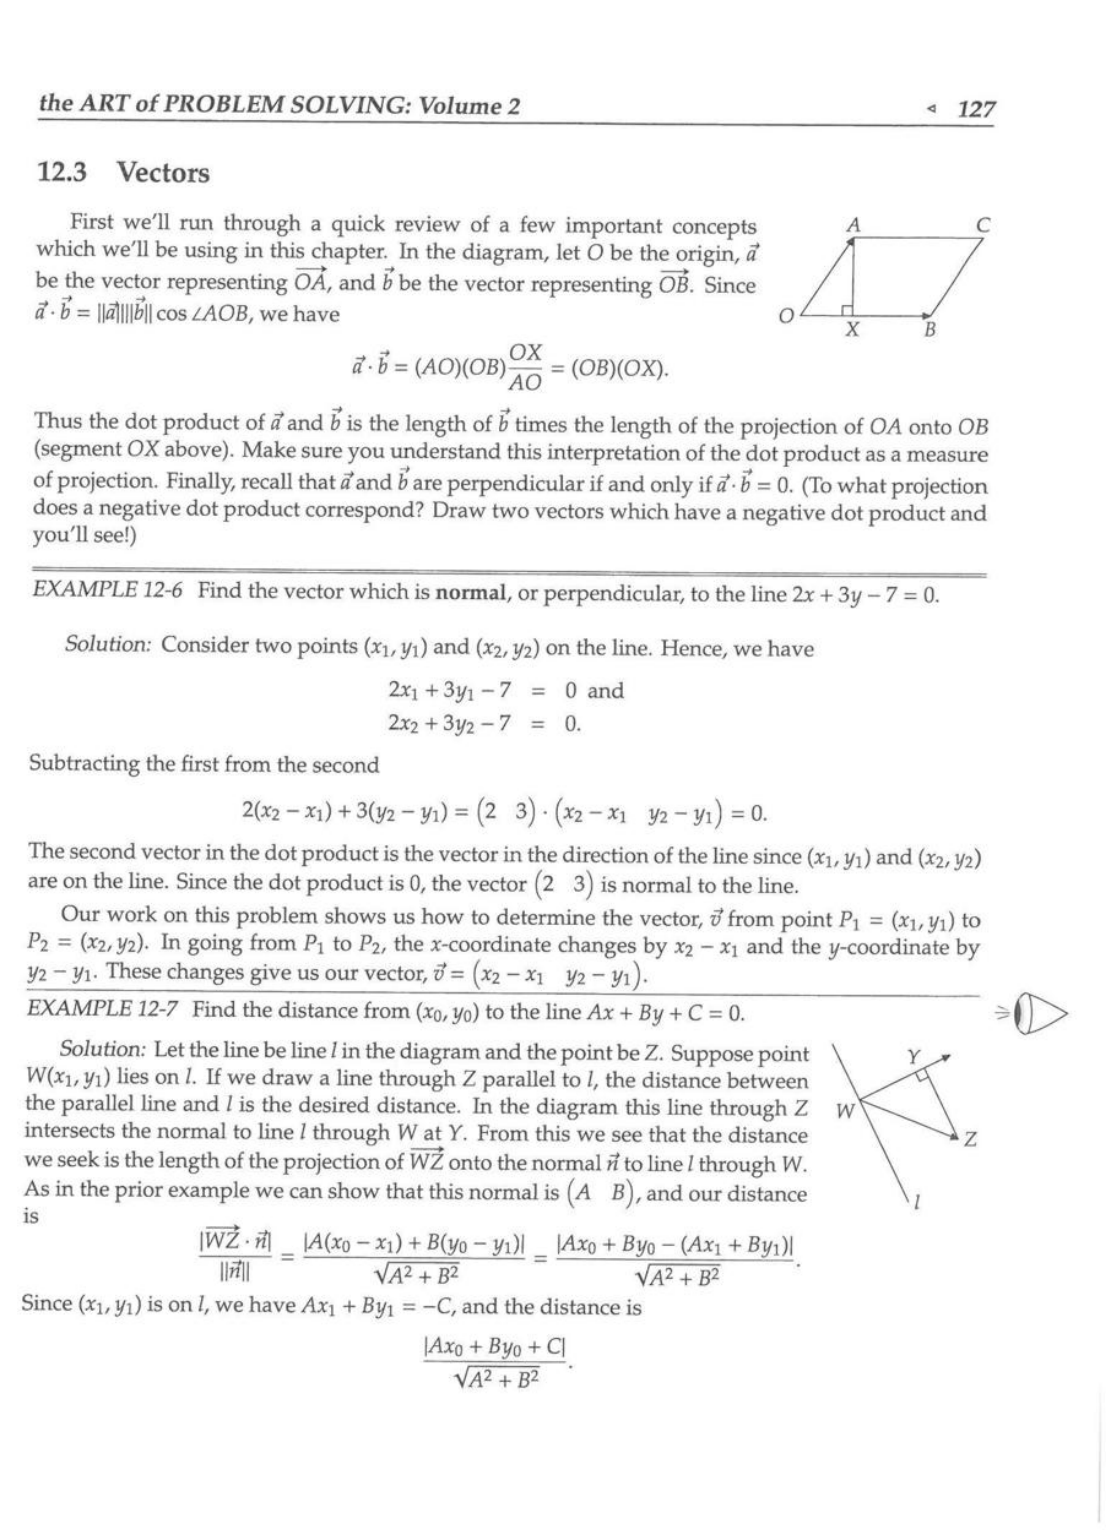 the ART of PROBLEM SOLVING: Volume 2 ◃ 127
12.3 Vectors
First we'll run through a quick review of a few important concepts
which we'll be using in this chapter. In the diagram, let O be the origin, a⃗
be the vector representing O͞A⃗, and b⃗ be the vector representing O͞B⃗. Since
a⃗ · b⃗ = ||a⃗||||b⃗|| cos ∠AOB, we have
A C
O X B
a⃗ · b⃗ = (AO)(OB) OX/AO = (OB)(OX).
Thus the dot product of a⃗ and b⃗ is the length of b⃗ times the length of the projection of OA onto OB
(segment OX above). Make sure you understand this interpretation of the dot product as a measure
of projection. Finally, recall that a⃗ and b⃗ are perpendicular if and only if a⃗ · b⃗ = 0. (To what projection
does a negative dot product correspond? Draw two vectors which have a negative dot product and
you'll see!)
EXAMPLE 12-6 Find the vector which is normal, or perpendicular, to the line 2x + 3y − 7 = 0.
Solution: Consider two points (x₁, y₁) and (x₂, y₂) on the line. Hence, we have
2x₁ + 3y₁ − 7 = 0 and
2x₂ + 3y₂ − 7 = 0.
Subtracting the first from the second
2(x₂ − x₁) + 3(y₂ − y₁) = (2 3) · (x₂ − x₁ y₂ − y₁) = 0.
The second vector in the dot product is the vector in the direction of the line since (x₁, y₁) and (x₂, y₂)
are on the line. Since the dot product is 0, the vector (2 3) is normal to the line.
Our work on this problem shows us how to determine the vector, v⃗ from point P₁ = (x₁, y₁) to
P₂ = (x₂, y₂). In going from P₁ to P₂, the x-coordinate changes by x₂ − x₁ and the y-coordinate by
y₂ − y₁. These changes give us our vector, v⃗ = (x₂ − x₁ y₂ − y₁).
EXAMPLE 12-7 Find the distance from (x₀, y₀) to the line Ax + By + C = 0.
Solution: Let the line be line l in the diagram and the point be Z. Suppose point
W(x₁, y₁) lies on l. If we draw a line through Z parallel to l, the distance between
the parallel line and l is the desired distance. In the diagram this line through Z
intersects the normal to line l through W at Y. From this we see that the distance
we seek is the length of the projection of W͞Z⃗ onto the normal n⃗ to line l through W.
As in the prior example we can show that this normal is (A B), and our distance
is
Y
W
Z
l
|W͞Z⃗ · n⃗|/||n⃗|| = |A(x₀ − x₁) + B(y₀ − y₁)|/√(A² + B²) = |Ax₀ + By₀ − (Ax₁ + By₁)|/√(A² + B²).
Since (x₁, y₁) is on l, we have Ax₁ + By₁ = −C, and the distance is
|Ax₀ + By₀ + C|/√(A² + B²).